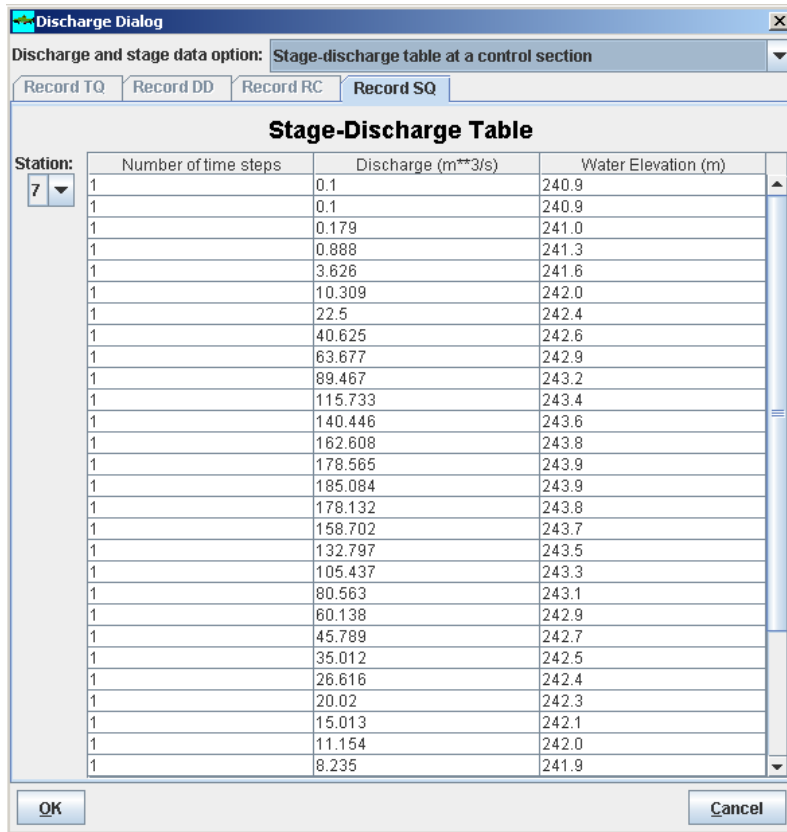 Discharge Dialog
Discharge and stage data option: Stage-discharge table at a control section
Record TQ Record DD Record RC Record SQ
Stage-Discharge Table
Station: Number of time steps Discharge (m**3/s) Water Elevation (m)
7 1 0.1 240.9
1 0.1 240.9
1 0.179 241.0
1 0.888 241.3
1 3.626 241.6
1 10.309 242.0
1 22.5 242.4
1 40.625 242.6
1 63.677 242.9
1 89.467 243.2
1 115.733 243.4
1 140.446 243.6
1 162.608 243.8
1 178.565 243.9
1 185.084 243.9
1 178.132 243.8
1 158.702 243.7
1 132.797 243.5
1 105.437 243.3
1 80.563 243.1
1 60.138 242.9
1 45.789 242.7
1 35.012 242.5
1 26.616 242.4
1 20.02 242.3
1 15.013 242.1
1 11.154 242.0
1 8.235 241.9
OK Cancel